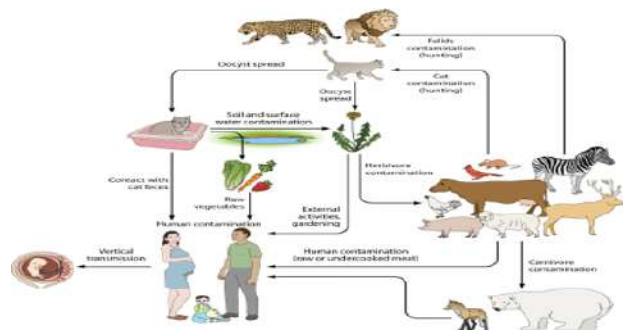 Felids
contamination
(hunting)
Oocyst spread
Cat
contamination
(hunting)
Oocyst
spread
Soil and surface
water contamination
Herbivore
contamination
Contact with
cat feces
Raw
vegetables
External
activities,
gardening
Human contamination
Vertical
transmission
Human contamination
(raw or undercooked meat)
Carnivore
contamination